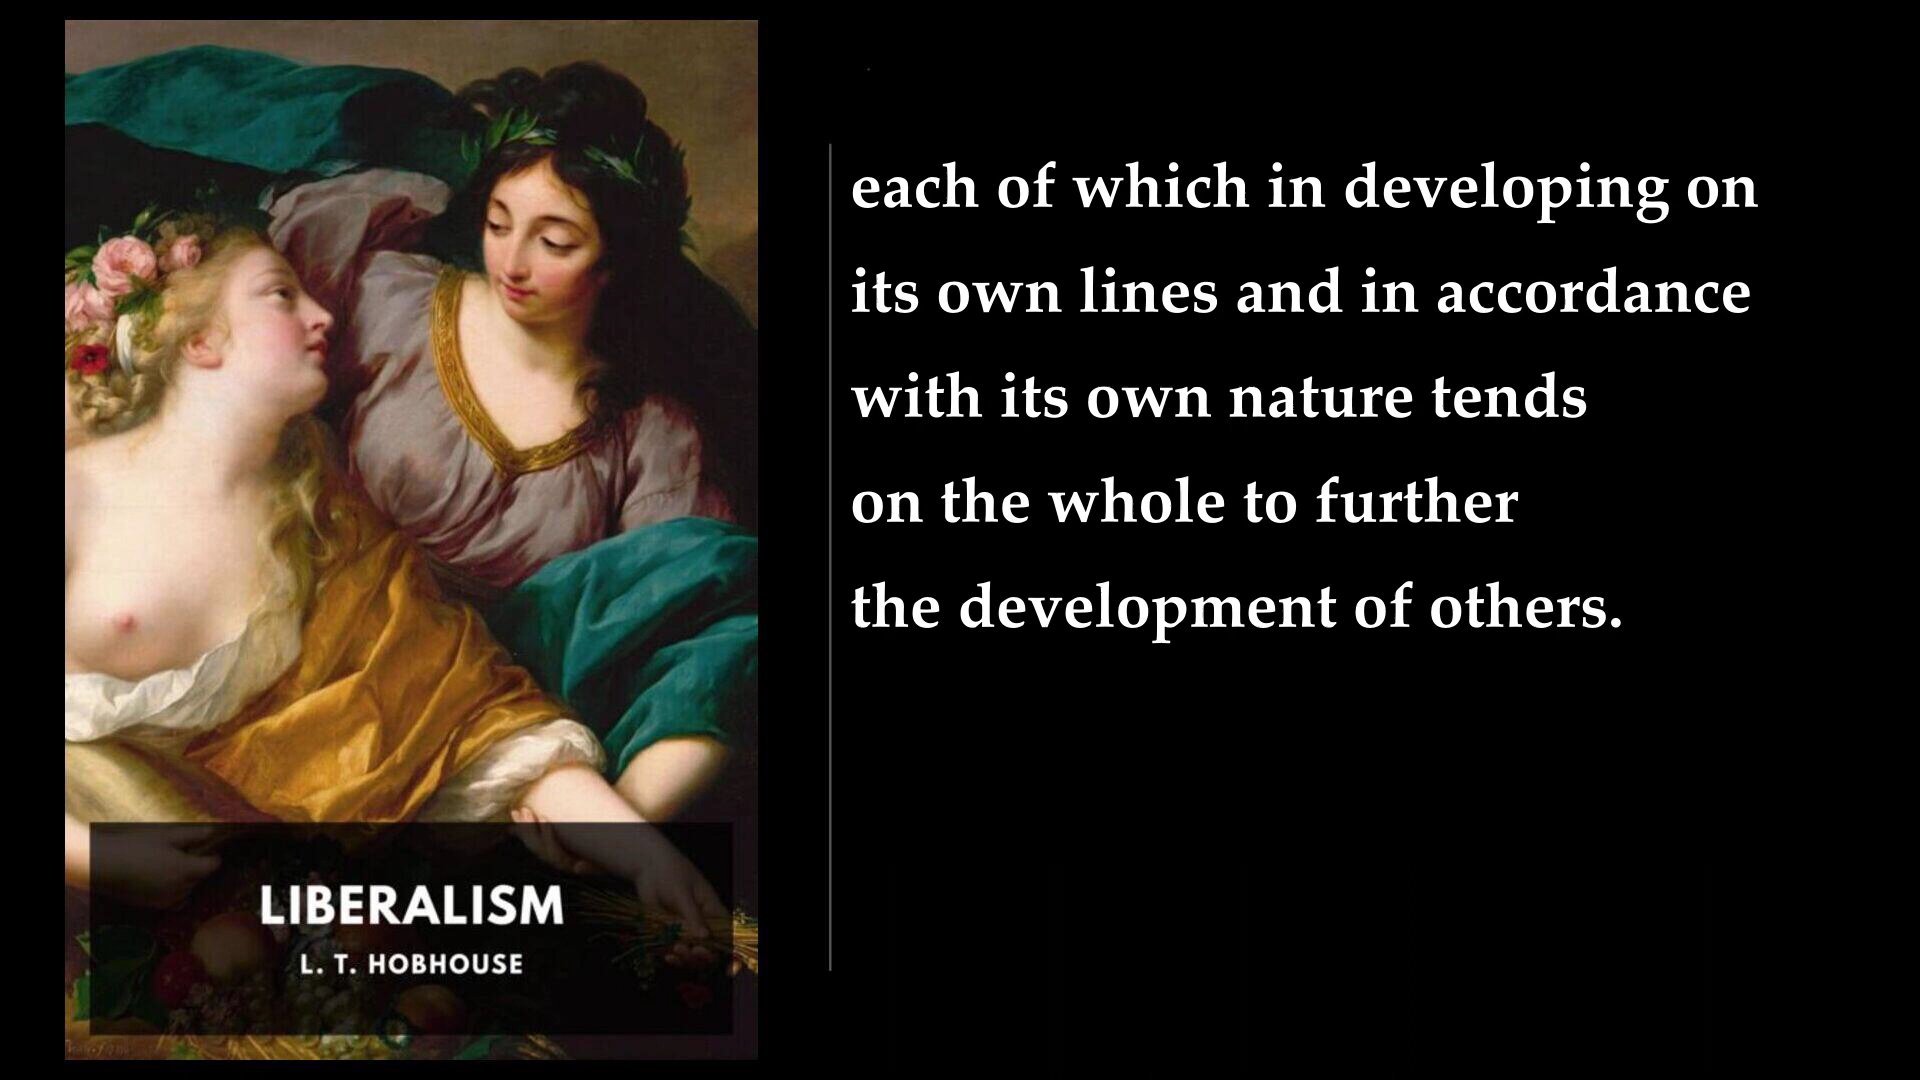 each of which in developing on
its own lines and in accordance
with its own nature tends
on the whole to further
the development of others.
LIBERALISM
L. T. HOBHOUSE